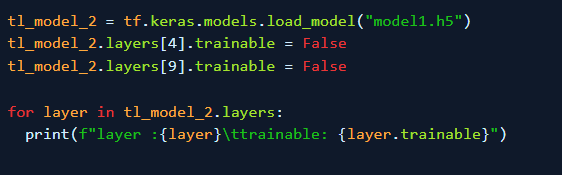 tl_model_2 = tf.keras.models.load_model("model1.h5")
tl_model_2.layers[4].trainable = False
tl_model_2.layers[9].trainable = False
for layer in tl_model_2.layers:
  print(f"layer :{layer}\ttrainable: {layer.trainable}")